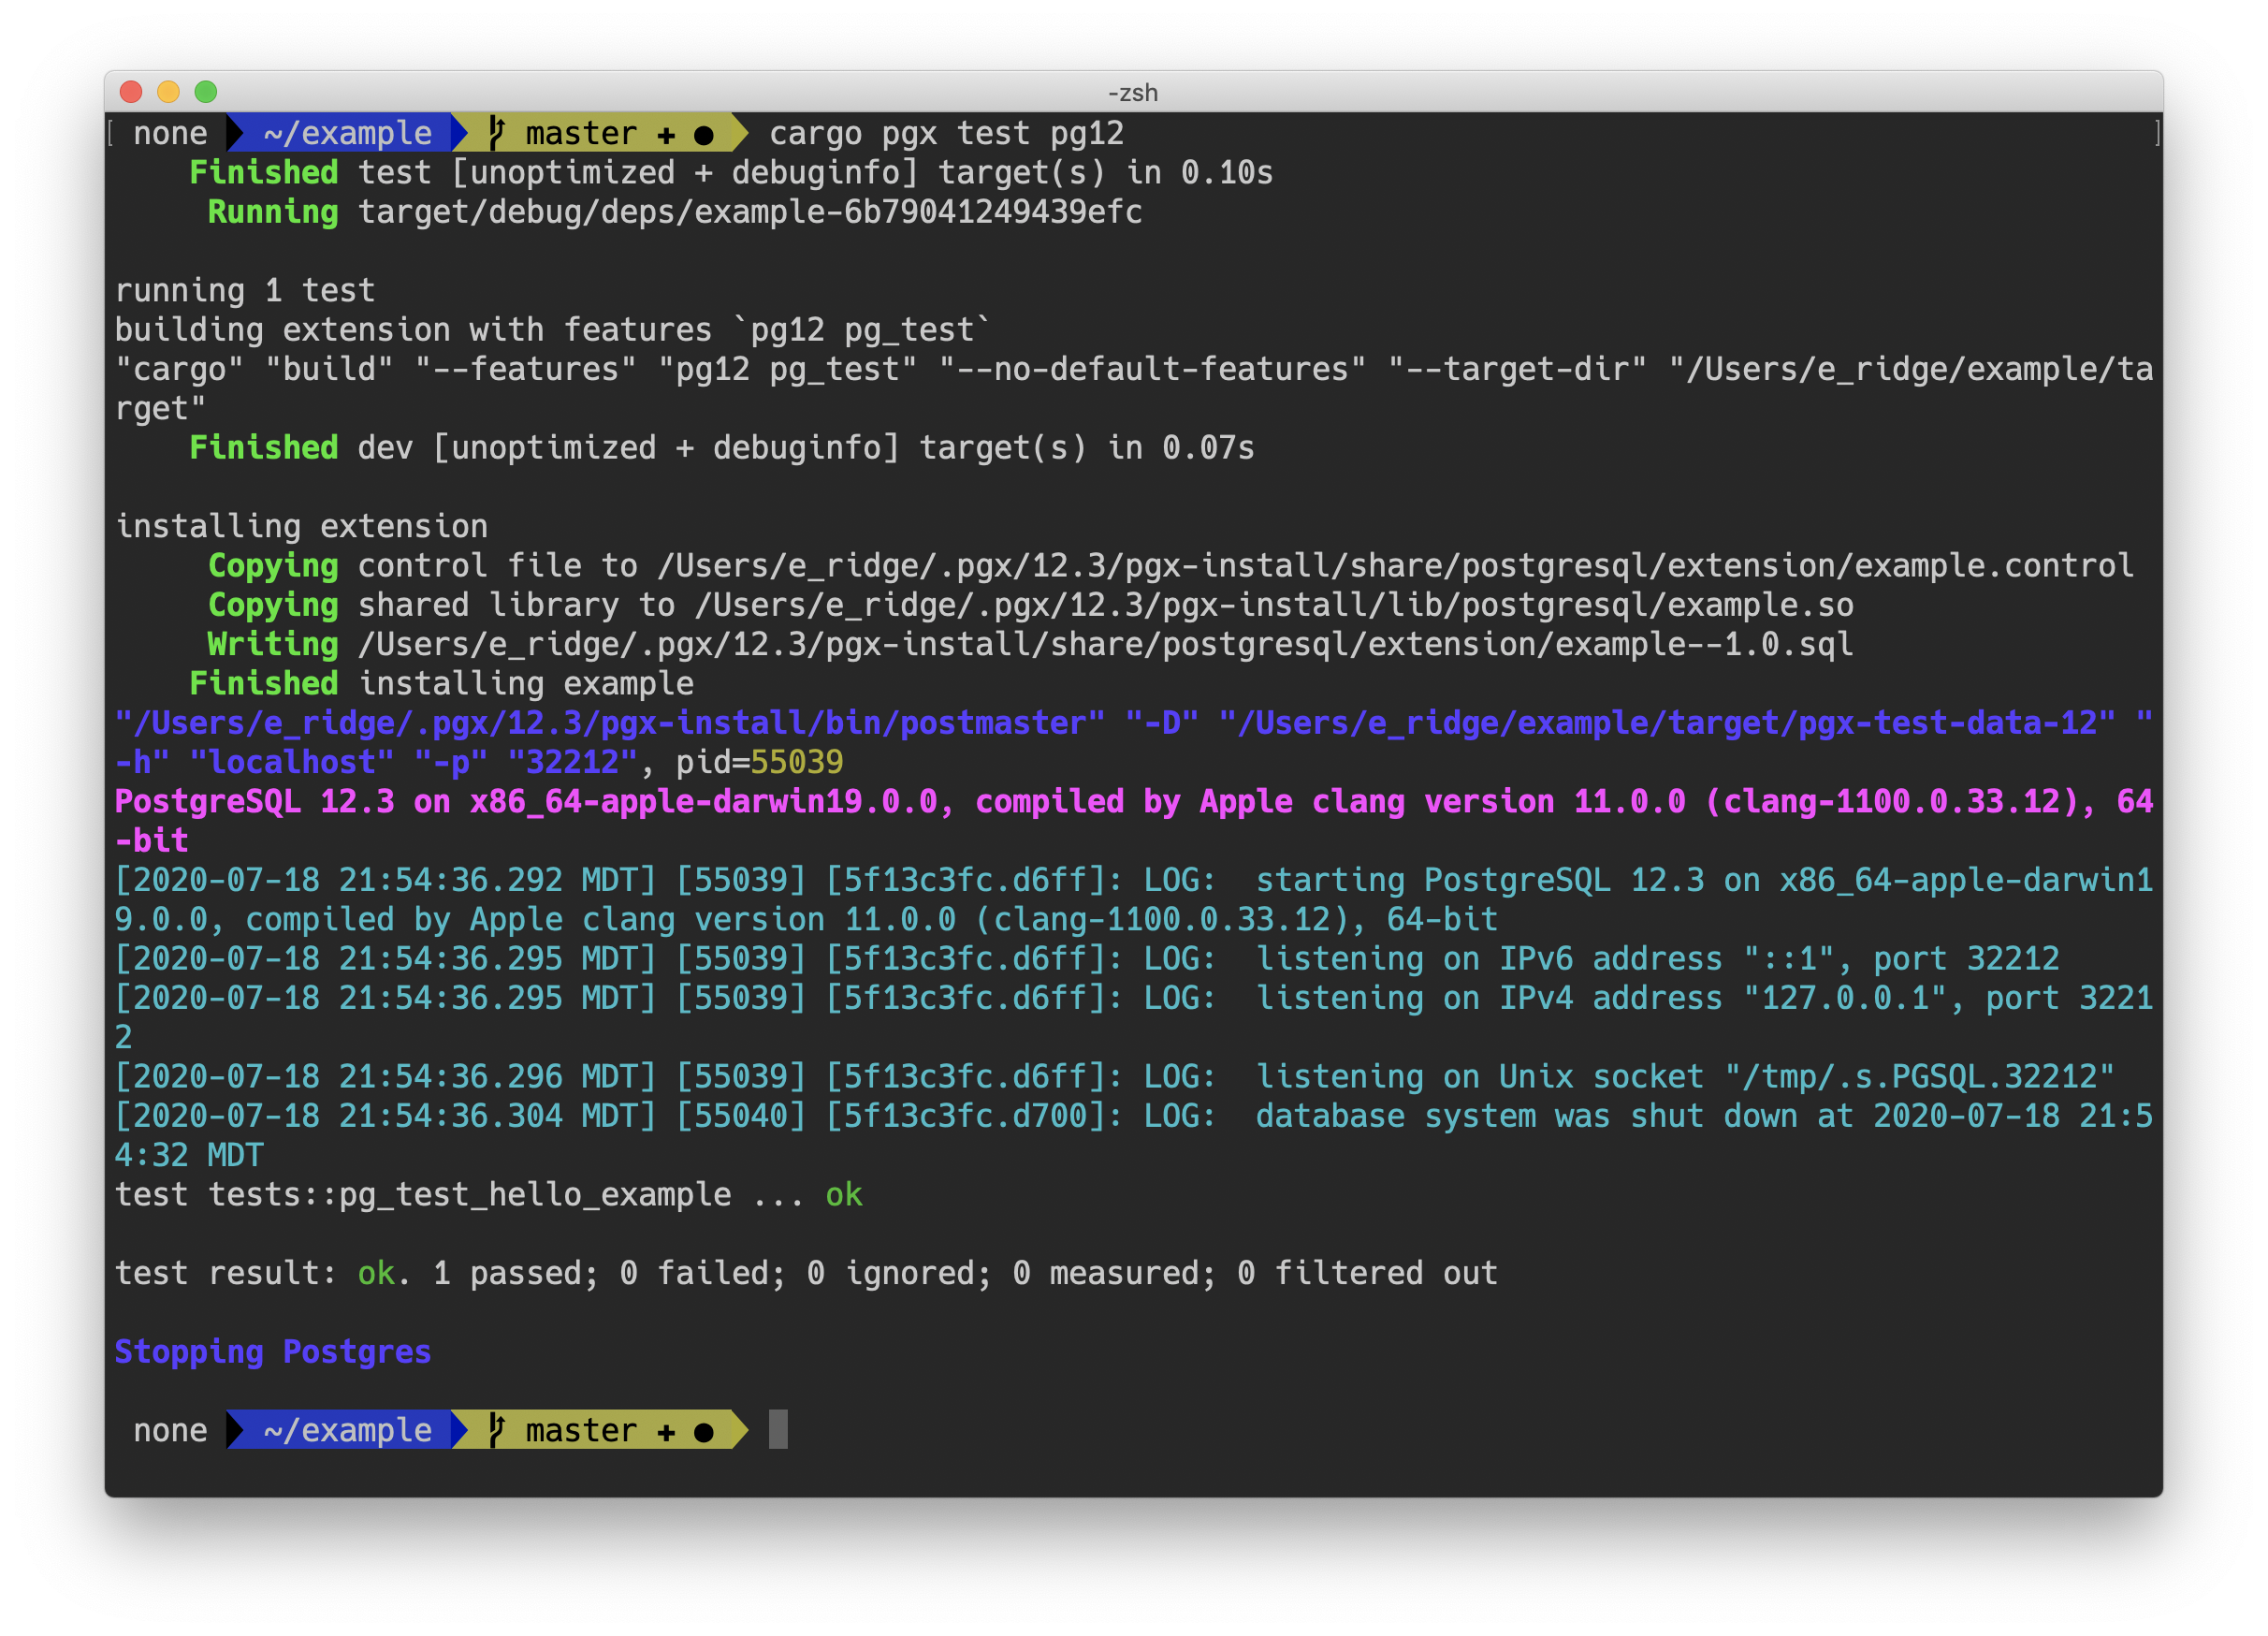 -zsh
none ~/example master + ● cargo pgx test pg12
Finished test [unoptimized + debuginfo] target(s) in 0.10s
Running target/debug/deps/example-6b79041249439efc
running 1 test
building extension with features `pg12 pg_test`
"cargo" "build" "--features" "pg12 pg_test" "--no-default-features" "--target-dir" "/Users/e_ridge/example/ta
rget"
Finished dev [unoptimized + debuginfo] target(s) in 0.07s
installing extension
Copying control file to /Users/e_ridge/.pgx/12.3/pgx-install/share/postgresql/extension/example.control
Copying shared library to /Users/e_ridge/.pgx/12.3/pgx-install/lib/postgresql/example.so
Writing /Users/e_ridge/.pgx/12.3/pgx-install/share/postgresql/extension/example--1.0.sql
Finished installing example
"/Users/e_ridge/.pgx/12.3/pgx-install/bin/postmaster" "-D" "/Users/e_ridge/example/target/pgx-test-data-12" "
-h" "localhost" "-p" "32212", pid=55039
PostgreSQL 12.3 on x86_64-apple-darwin19.0.0, compiled by Apple clang version 11.0.0 (clang-1100.0.33.12), 64
-bit
[2020-07-18 21:54:36.292 MDT] [55039] [5f13c3fc.d6ff]: LOG:  starting PostgreSQL 12.3 on x86_64-apple-darwin1
9.0.0, compiled by Apple clang version 11.0.0 (clang-1100.0.33.12), 64-bit
[2020-07-18 21:54:36.295 MDT] [55039] [5f13c3fc.d6ff]: LOG:  listening on IPv6 address "::1", port 32212
[2020-07-18 21:54:36.295 MDT] [55039] [5f13c3fc.d6ff]: LOG:  listening on IPv4 address "127.0.0.1", port 3221
2
[2020-07-18 21:54:36.296 MDT] [55039] [5f13c3fc.d6ff]: LOG:  listening on Unix socket "/tmp/.s.PGSQL.32212"
[2020-07-18 21:54:36.304 MDT] [55040] [5f13c3fc.d700]: LOG:  database system was shut down at 2020-07-18 21:5
4:32 MDT
test tests::pg_test_hello_example ... ok
test result: ok. 1 passed; 0 failed; 0 ignored; 0 measured; 0 filtered out
Stopping Postgres
none ~/example master + ●